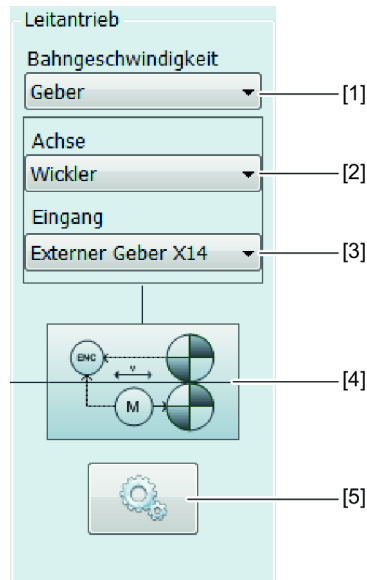 Leitantrieb
Bahngeschwindigkeit
Geber [1]
Achse
Wickler [2]
Eingang
Externer Geber X14 [3]
ENC
v
M
[4]
[5]